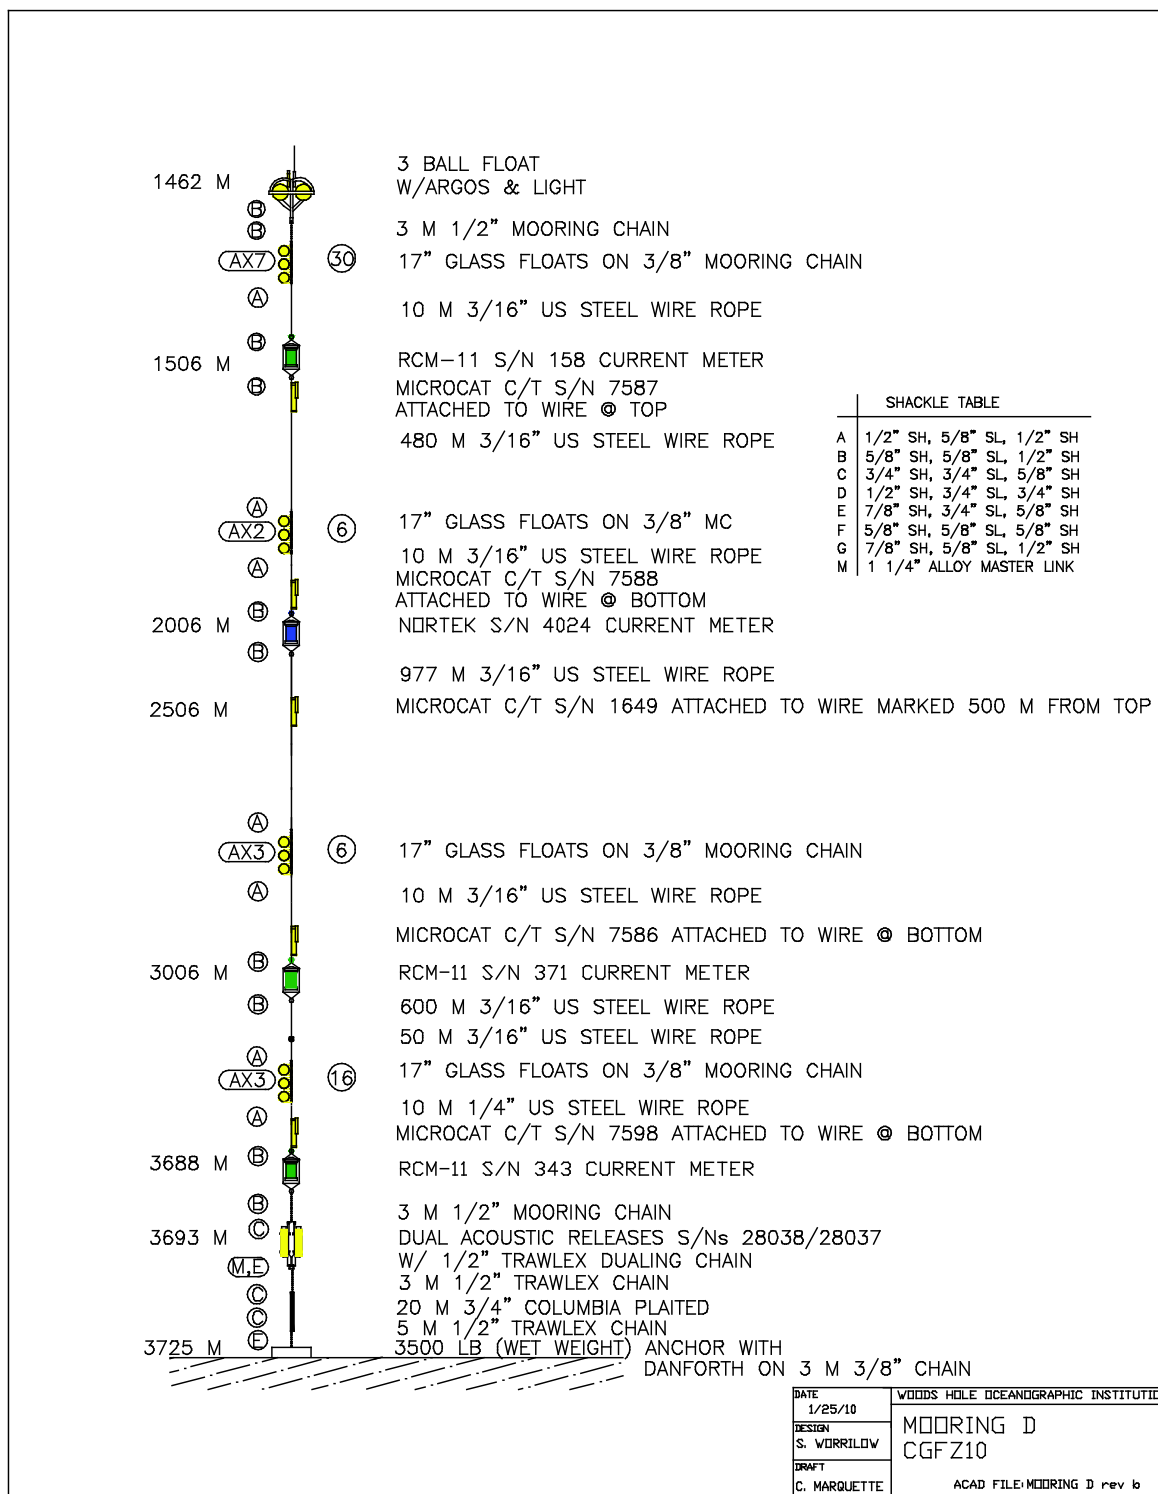 3 BALL FLOAT
1462 M W/ARGOS & LIGHT
B
B 3 M 1/2" MOORING CHAIN
AX7 30 17" GLASS FLOATS ON 3/8" MOORING CHAIN
A
10 M 3/16" US STEEL WIRE ROPE
B
1506 M RCM-11 S/N 158 CURRENT METER
B MICROCAT C/T S/N 7587
ATTACHED TO WIRE @ TOP
480 M 3/16" US STEEL WIRE ROPE
SHACKLE TABLE
A 1/2" SH, 5/8" SL, 1/2" SH
B 5/8" SH, 5/8" SL, 1/2" SH
C 3/4" SH, 3/4" SL, 5/8" SH
D 1/2" SH, 3/4" SL, 3/4" SH
E 7/8" SH, 3/4" SL, 5/8" SH
F 5/8" SH, 5/8" SL, 5/8" SH
G 7/8" SH, 5/8" SL, 1/2" SH
M 1 1/4" ALLOY MASTER LINK
A
AX2 6 17" GLASS FLOATS ON 3/8" MC
10 M 3/16" US STEEL WIRE ROPE
A MICROCAT C/T S/N 7588
ATTACHED TO WIRE @ BOTTOM
B
2006 M NORTEK S/N 4024 CURRENT METER
B
977 M 3/16" US STEEL WIRE ROPE
2506 M MICROCAT C/T S/N 1649 ATTACHED TO WIRE MARKED 500 M FROM TOP
A
AX3 6 17" GLASS FLOATS ON 3/8" MOORING CHAIN
A 10 M 3/16" US STEEL WIRE ROPE
MICROCAT C/T S/N 7586 ATTACHED TO WIRE @ BOTTOM
B
3006 M RCM-11 S/N 371 CURRENT METER
B 600 M 3/16" US STEEL WIRE ROPE
50 M 3/16" US STEEL WIRE ROPE
A
AX3 16 17" GLASS FLOATS ON 3/8" MOORING CHAIN
10 M 1/4" US STEEL WIRE ROPE
A
MICROCAT C/T S/N 7598 ATTACHED TO WIRE @ BOTTOM
B
3688 M RCM-11 S/N 343 CURRENT METER
B 3 M 1/2" MOORING CHAIN
C
3693 M DUAL ACOUSTIC RELEASES S/Ns 28038/28037
M,E W/ 1/2" TRAWLEX DUALING CHAIN
3 M 1/2" TRAWLEX CHAIN
C
20 M 3/4" COLUMBIA PLAITED
C
5 M 1/2" TRAWLEX CHAIN
E
3725 M 3500 LB (WET WEIGHT) ANCHOR WITH
DANFORTH ON 3 M 3/8" CHAIN
DATE
1/25/10
DESIGN
S. WORRILOW
DRAFT
C. MARQUETTE
WOODS HOLE OCEANOGRAPHIC
MOORING D
CGFZ10
ACAD FILE:MOORING D rev b